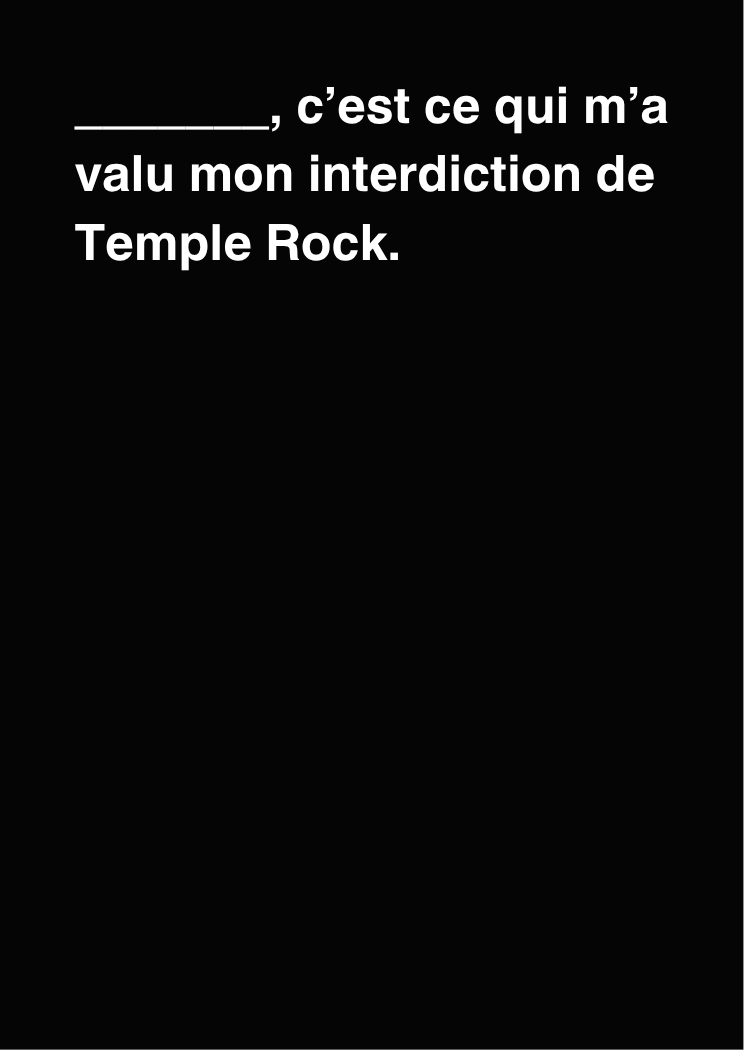 _______, c’est ce qui m’a
valu mon interdiction de
Temple Rock.